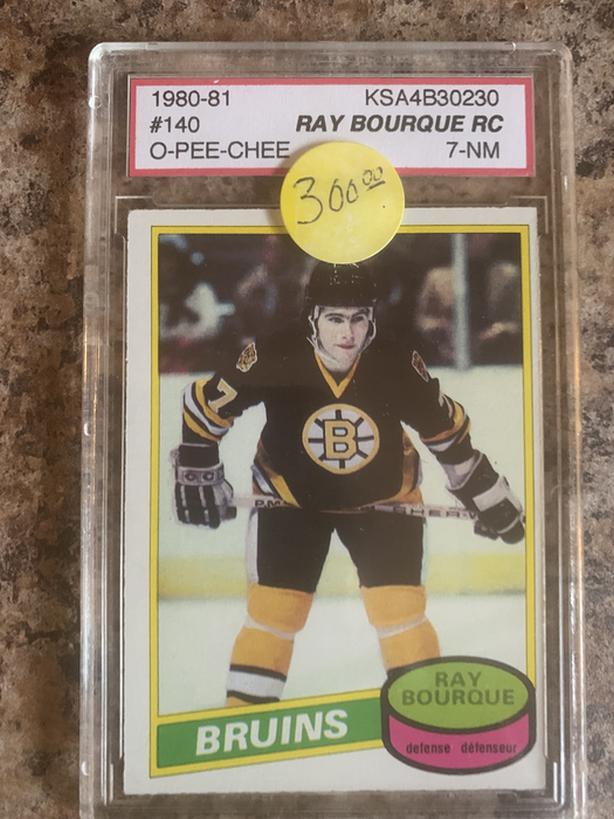 1980-81 KSA4B30230
#140 RAY BOURQUE RC
O-PEE-CHEE 7-NM
300.00
7
B
SHER-
BRUINS
RAY
BOURQUE
defense défenseur